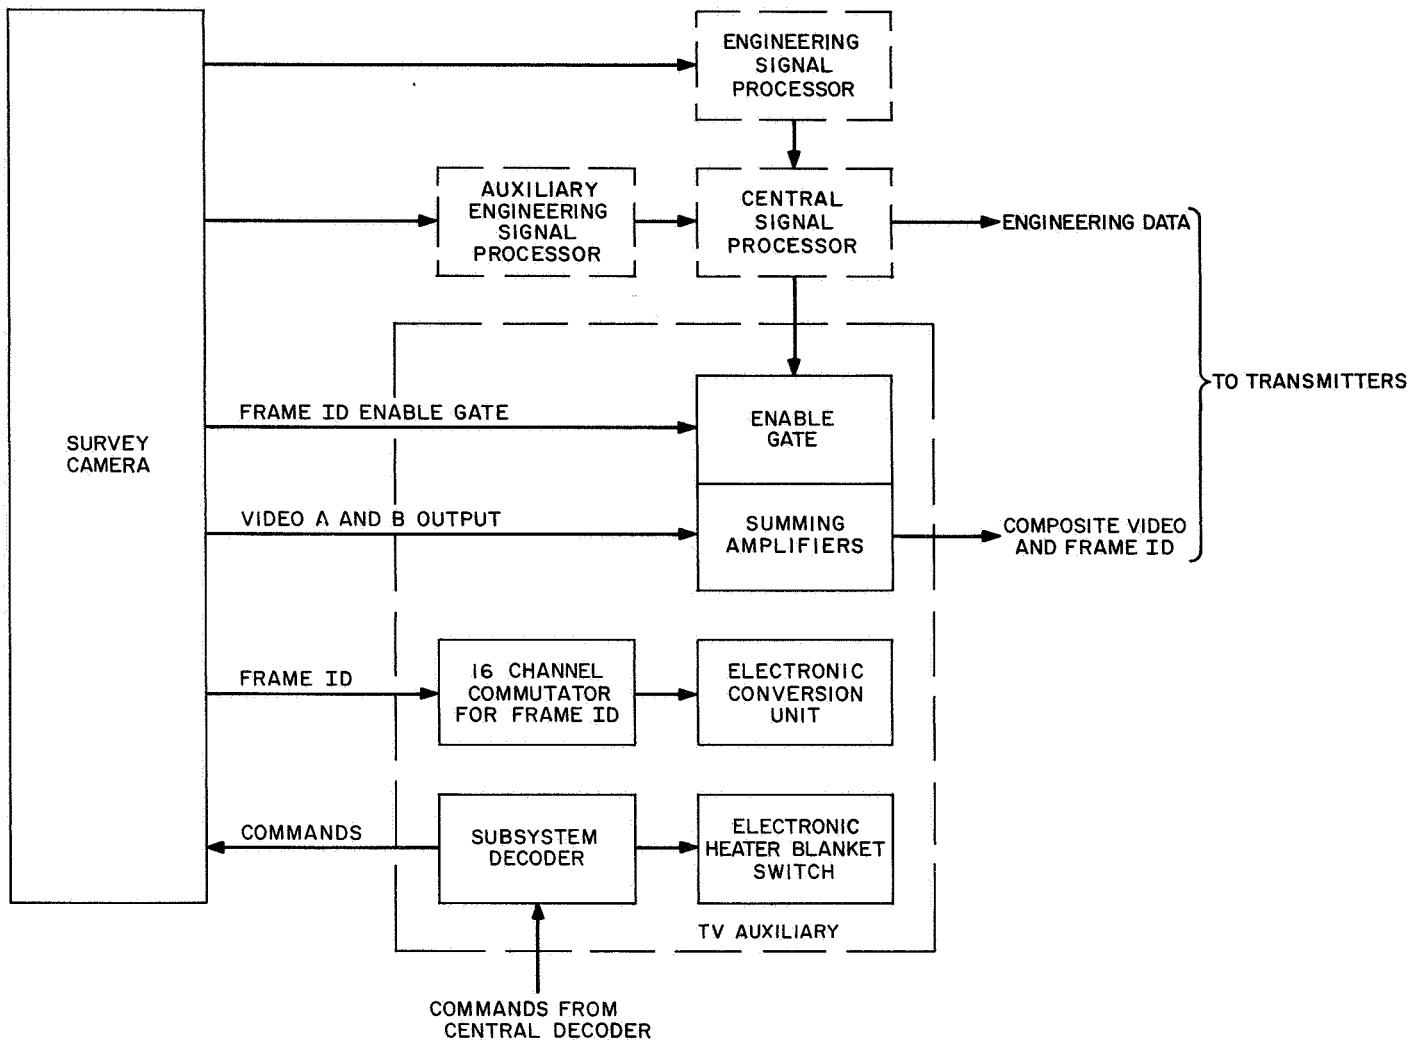 ENGINEERING
SIGNAL
PROCESSOR
AUXILIARY
ENGINEERING
SIGNAL
PROCESSOR
CENTRAL
SIGNAL
PROCESSOR
ENGINEERING DATA
TO TRANSMITTERS
SURVEY
CAMERA
FRAME ID ENABLE GATE
ENABLE
GATE
VIDEO A AND B OUTPUT
SUMMING
AMPLIFIERS
COMPOSITE VIDEO
AND FRAME ID
FRAME ID
16 CHANNEL
COMMUTATOR
FOR FRAME ID
ELECTRONIC
CONVERSION
UNIT
COMMANDS
SUBSYSTEM
DECODER
ELECTRONIC
HEATER BLANKET
SWITCH
TV AUXILIARY
COMMANDS FROM
CENTRAL DECODER